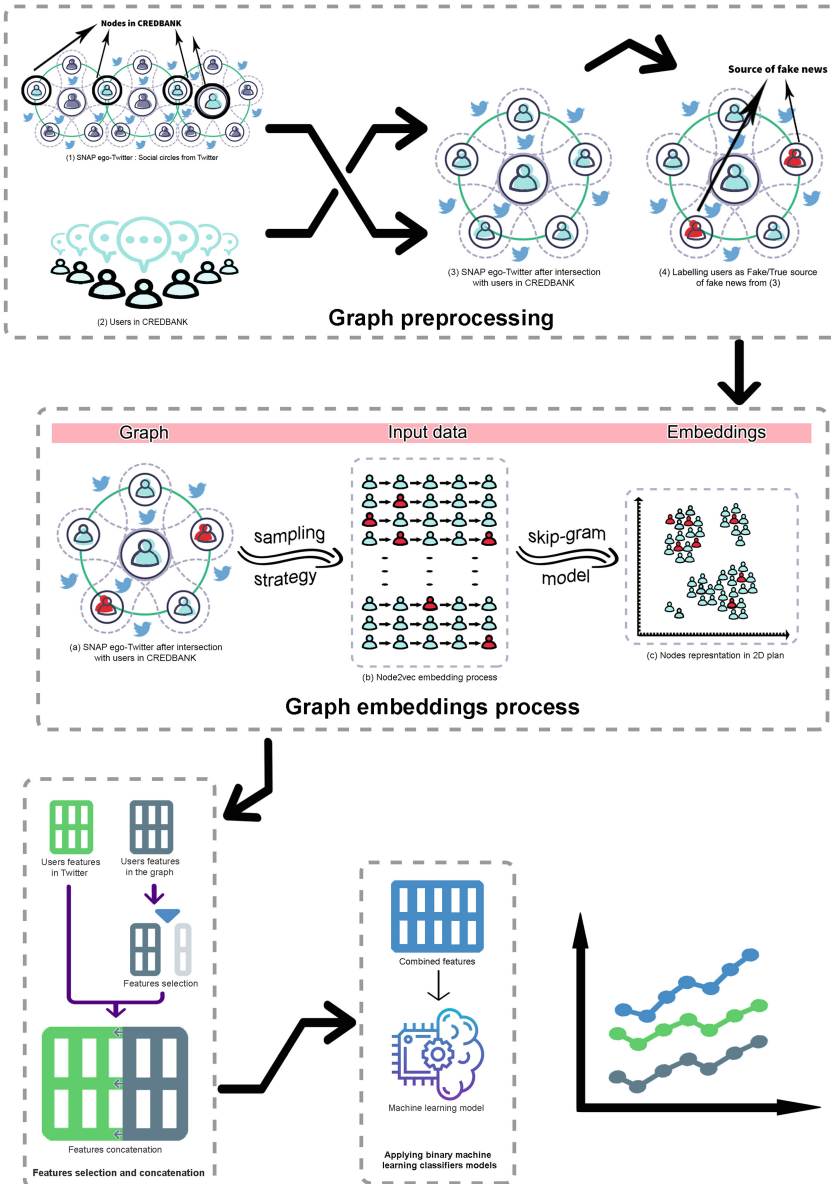 Nodes in CREDBANK
(1) SNAP ego-Twitter : Social circles from Twitter
(2) Users in CREDBANK
(3) SNAP ego-Twitter after intersection
with users in CREDBANK
Source of fake news
(4) Labelling users as Fake/True source
of fake news from (3)
Graph preprocessing
Graph
Input data
Embeddings
sampling
strategy
skip-gram
model
(a) SNAP ego-Twitter after intersection
with users in CREDBANK
(b) Node2vec embedding process
(c) Nodes represntation in 2D plan
Graph embeddings process
Users features
in Twitter
Users features
in the graph
Features selection
Features concatenation
Features selection and concatenation
Combined features
Machine learning model
Applying binary machine
learning classifiers models